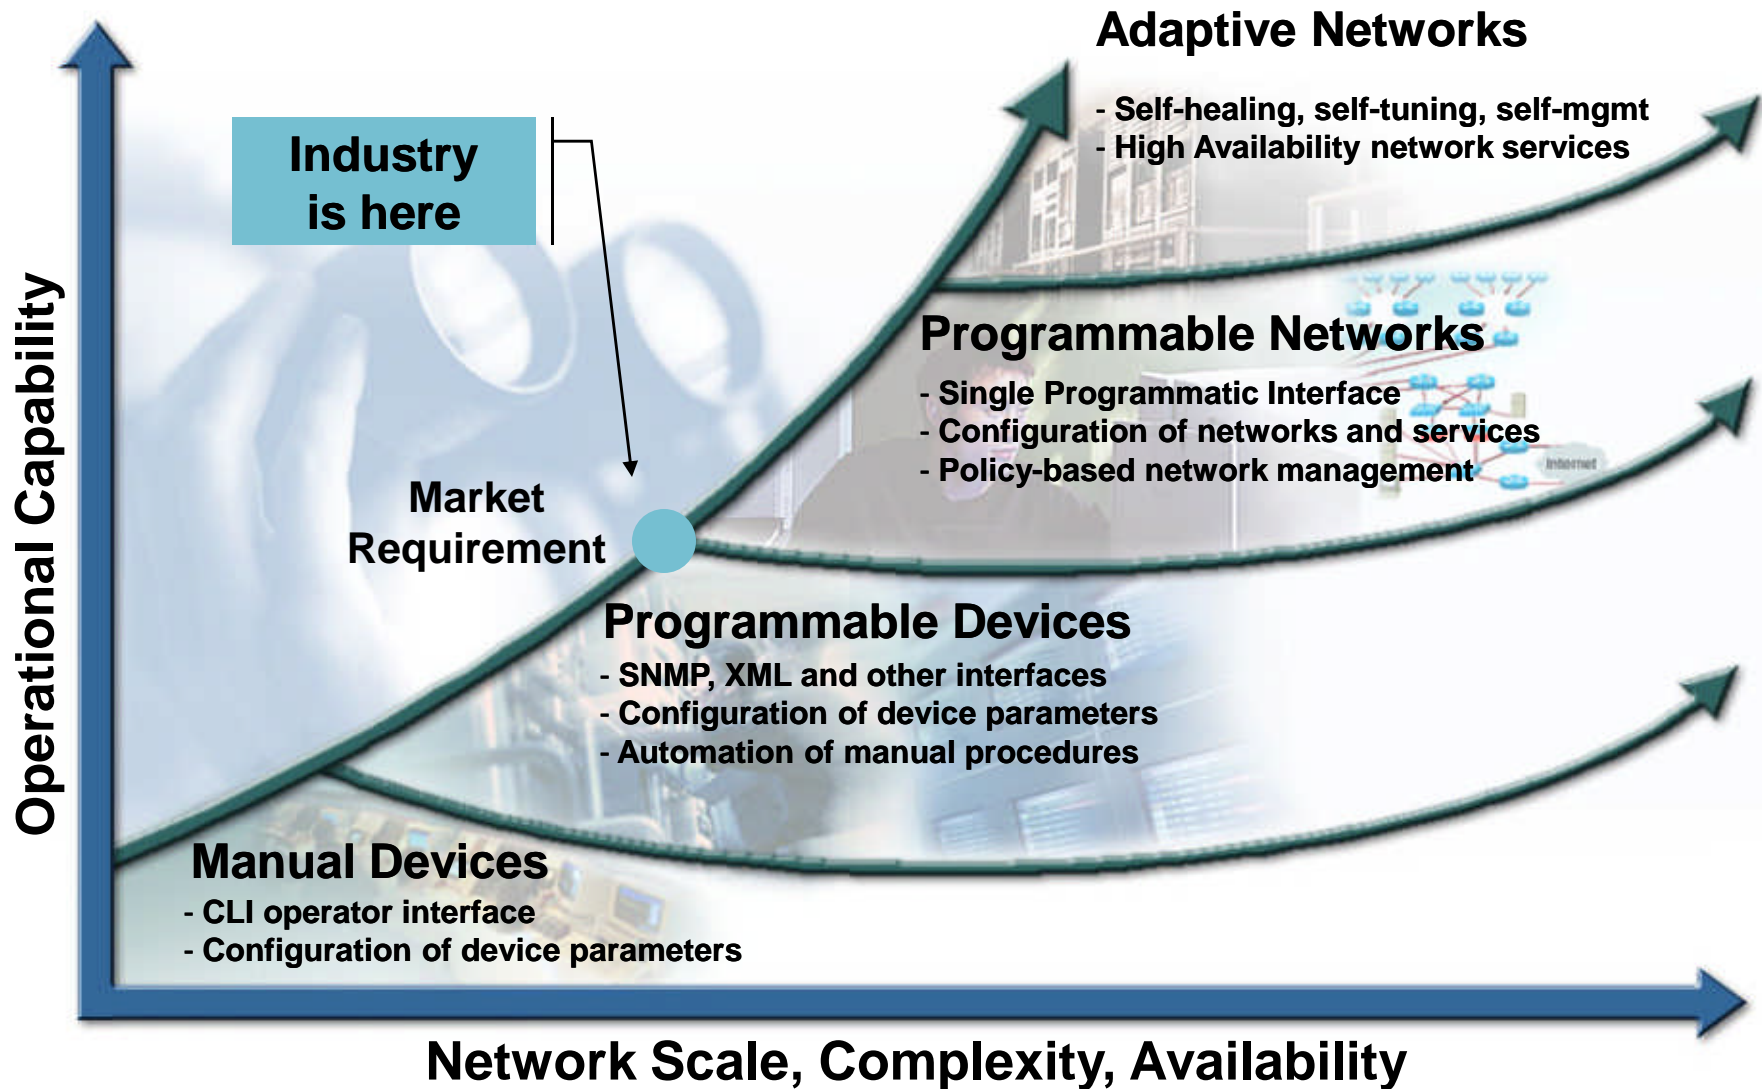 Adaptive Networks
- Self-healing, self-tuning, self-mgmt
- High Availability network services
Industry
is here
Programmable Networks
- Single Programmatic Interface
- Configuration of networks and services
- Policy-based network management
Internet
Market
Requirement
Programmable Devices
- SNMP, XML and other interfaces
- Configuration of device parameters
- Automation of manual procedures
Manual Devices
- CLI operator interface
- Configuration of device parameters
Operational Capability
Network Scale, Complexity, Availability